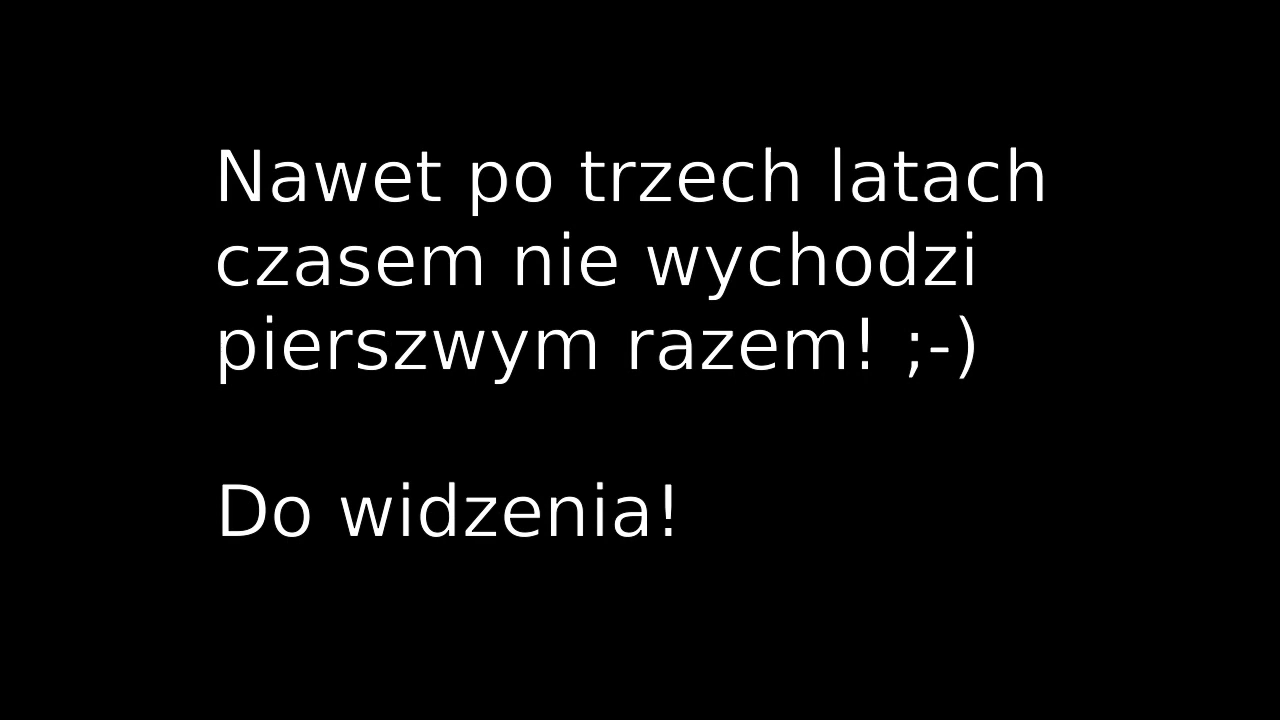 Nawet po trzech latach
czasem nie wychodzi
pierszwym razem! ;-)
Do widzenia!